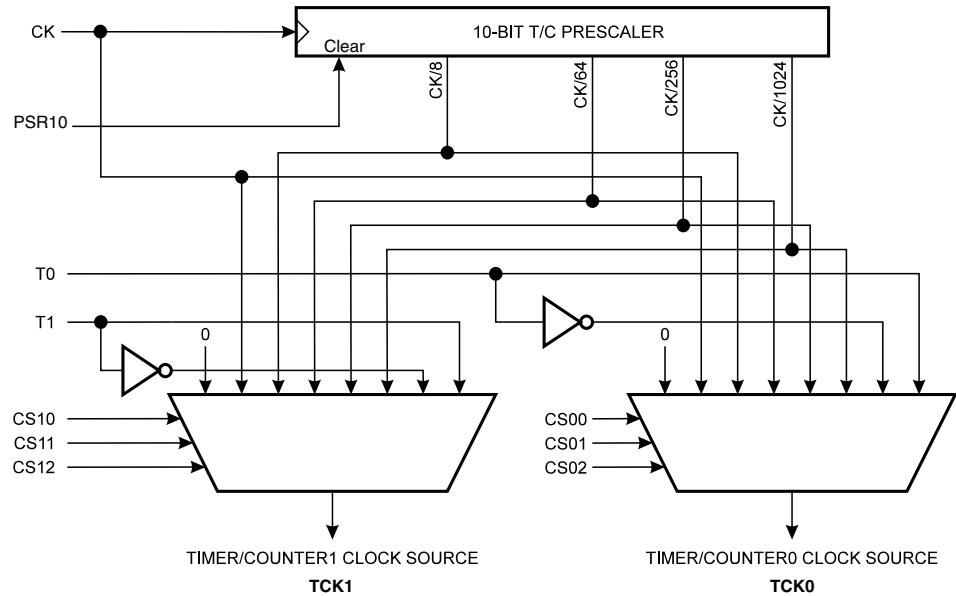 CK
10-BIT T/C PRESCALER
Clear
CK/8
CK/64
CK/256
CK/1024
PSR10
T0
T1
0
0
CS10
CS11
CS12
CS00
CS01
CS02
TIMER/COUNTER1 CLOCK SOURCE
TCK1
TIMER/COUNTER0 CLOCK SOURCE
TCK0